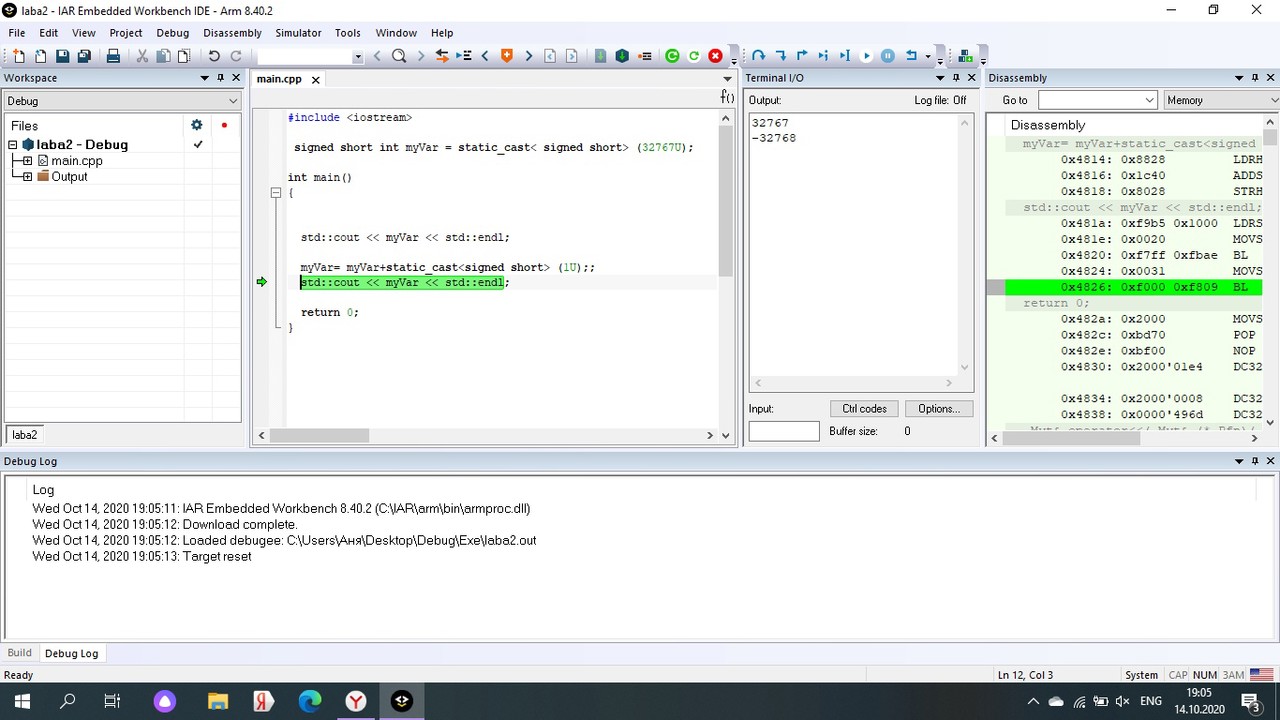 laba2 - IAR Embedded Workbench IDE - Arm 8.40.2
File Edit View Project Debug Disassembly Simulator Tools Window Help
Workspace
Debug
Files
laba2 - Debug
main.cpp
Output
laba2
main.cpp
f()
#include <iostream>
signed short int myVar = static_cast< signed short> (32767U);
int main()
{
std::cout << myVar << std::endl;
myVar= myVar+static_cast<signed short> (1U);;
std::cout << myVar << std::endl;
return 0;
}
Terminal I/O
Output: Log file: Off
32767
-32768
Input: Ctrl codes Options...
Buffer size: 0
Disassembly
Go to Memory
Disassembly
myVar= myVar+static_cast<signed
0x4814: 0x8828 LDRH
0x4816: 0x1c40 ADDS
0x4818: 0x8028 STRH
std::cout << myVar << std::endl;
0x481a: 0xf9b5 0x1000 LDRS
0x481e: 0x0020 MOVS
0x4820: 0xf7ff 0xfbae BL
0x4824: 0x0031 MOVS
0x4826: 0xf000 0xf809 BL
return 0;
0x482a: 0x2000 MOVS
0x482c: 0xbd70 POP
0x482e: 0xbf00 NOP
0x4830: 0x2000'01e4 DC32
0x4834: 0x2000'0008 DC32
0x4838: 0x0000'496d DC32
Debug Log
Log
Wed Oct 14, 2020 19:05:11: IAR Embedded Workbench 8.40.2 (C:\IAR\arm\bin\armproc.dll)
Wed Oct 14, 2020 19:05:12: Download complete.
Wed Oct 14, 2020 19:05:12: Loaded debugee: C:\Users\Аня\Desktop\Debug\Exe\laba2.out
Wed Oct 14, 2020 19:05:13: Target reset
Build Debug Log
Ready Ln 12, Col 3 System CAP NUM ЗАМ
ENG 19:05
14.10.2020
3